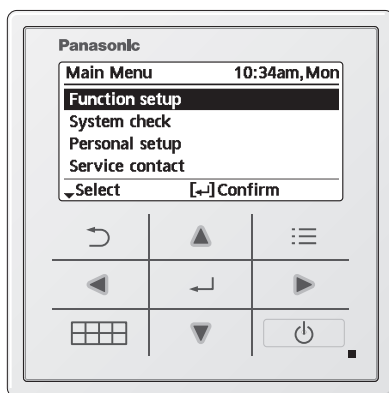 Panasonic
Main Menu 10:34am,Mon
Function setup
System check
Personal setup
Service contact
Select [↵]Confirm